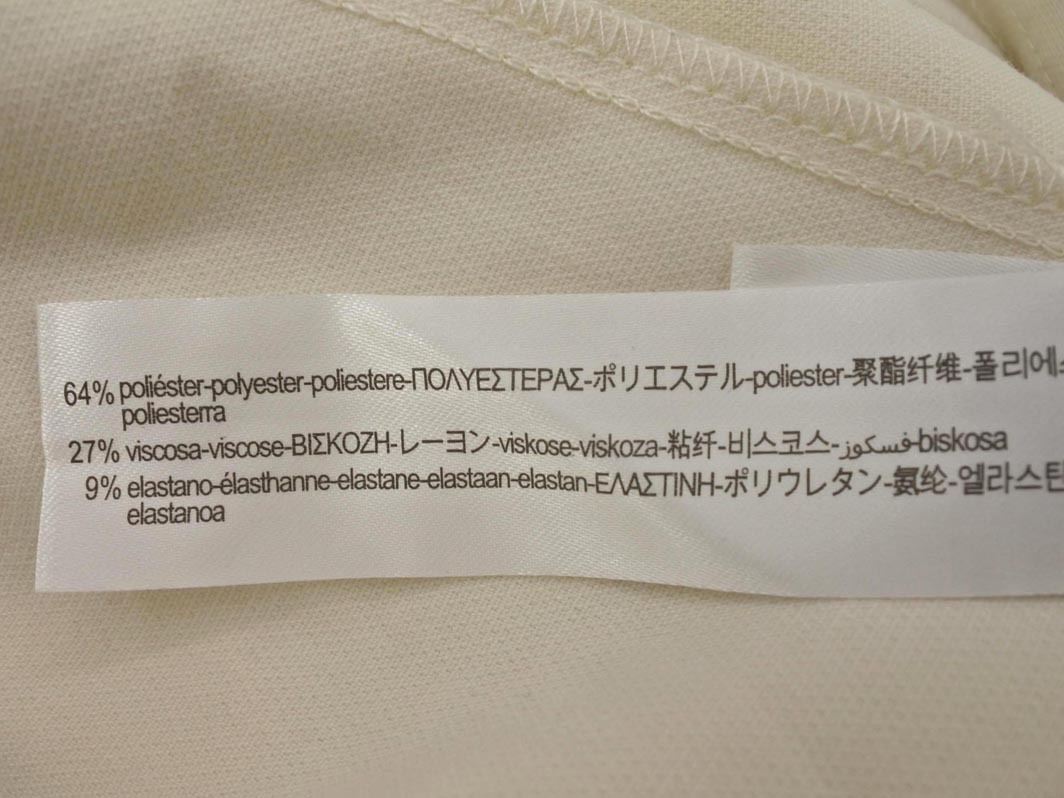 64% poliéster-polyester-poliestere-ΠΟΛΥΕΣΤΕΡΑΣ-ポリエステル-poliester-聚酯纤维-폴리에스
poliesterra
27% viscosa-viscose-ΒΙΣΚΟΖΗ-レーヨン-viskose-viskoza-粘纤-비스코스-فسكوز-biskosa
9% elastano-élasthanne-elastane-elastaan-elastan-ΕΛΑΣΤΙΝΗ-ポリウレタン-氨纶-엘라스탄
elastanoa